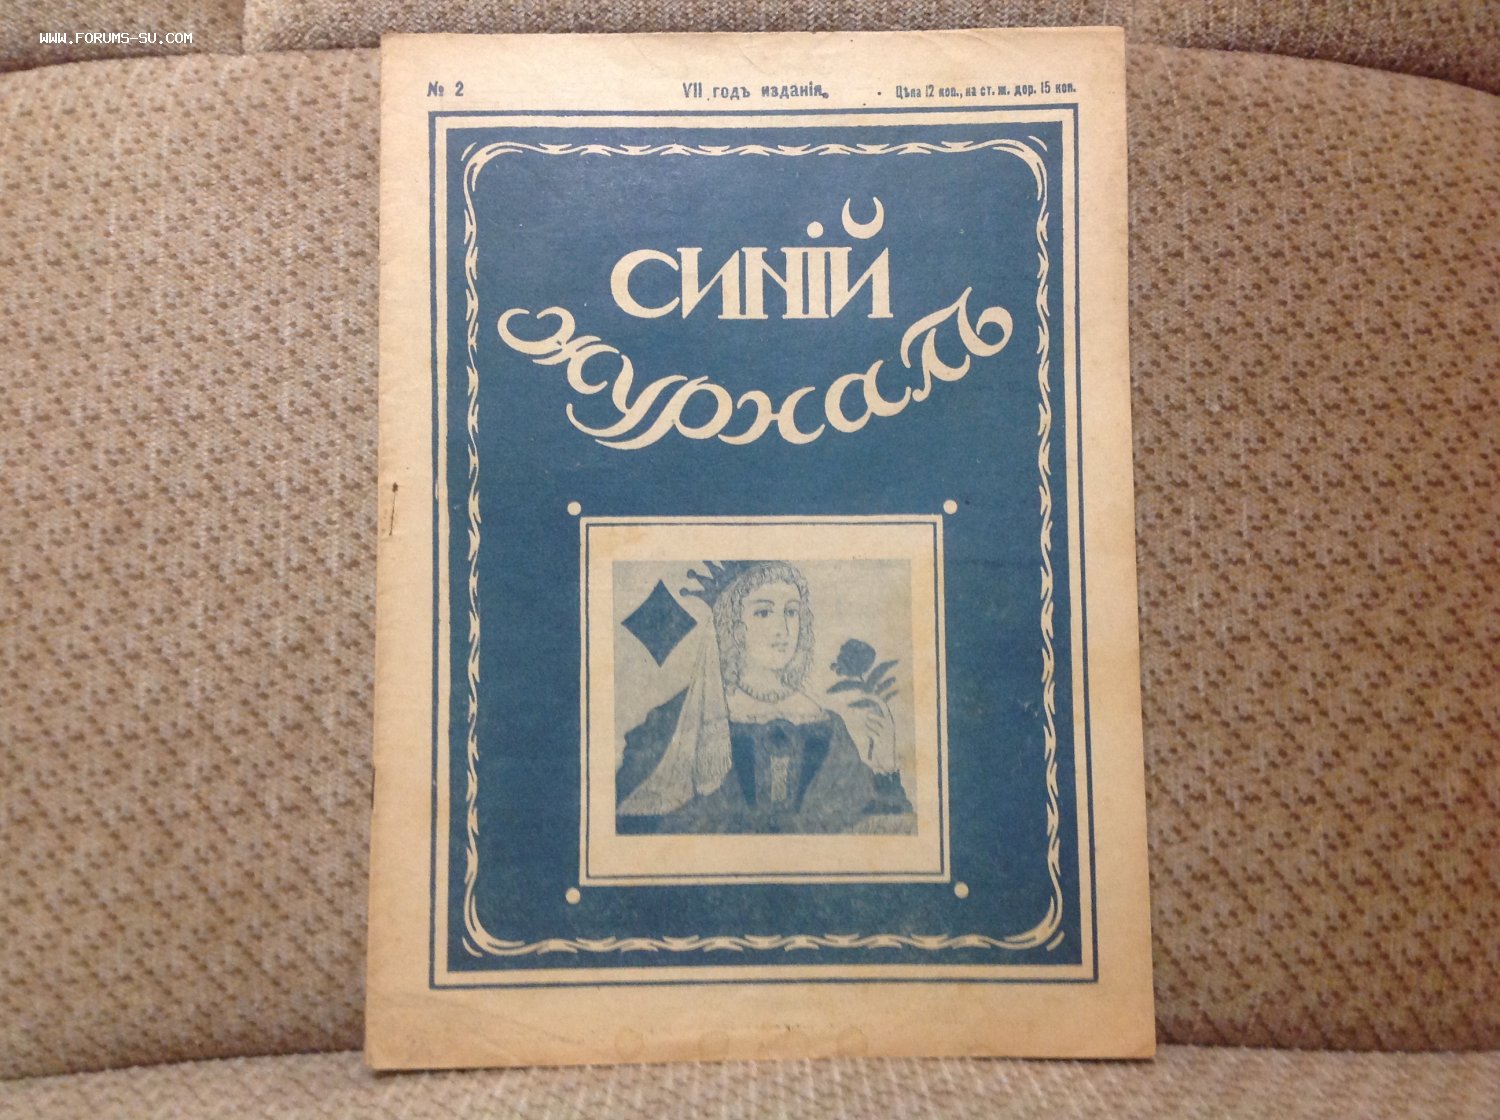 WWW.FORUMS-SU.COM
№ 2 VII годъ изданія. Цѣна 12 коп., на ст. ж. дор. 15 коп.
СИНІЙ
Журналъ